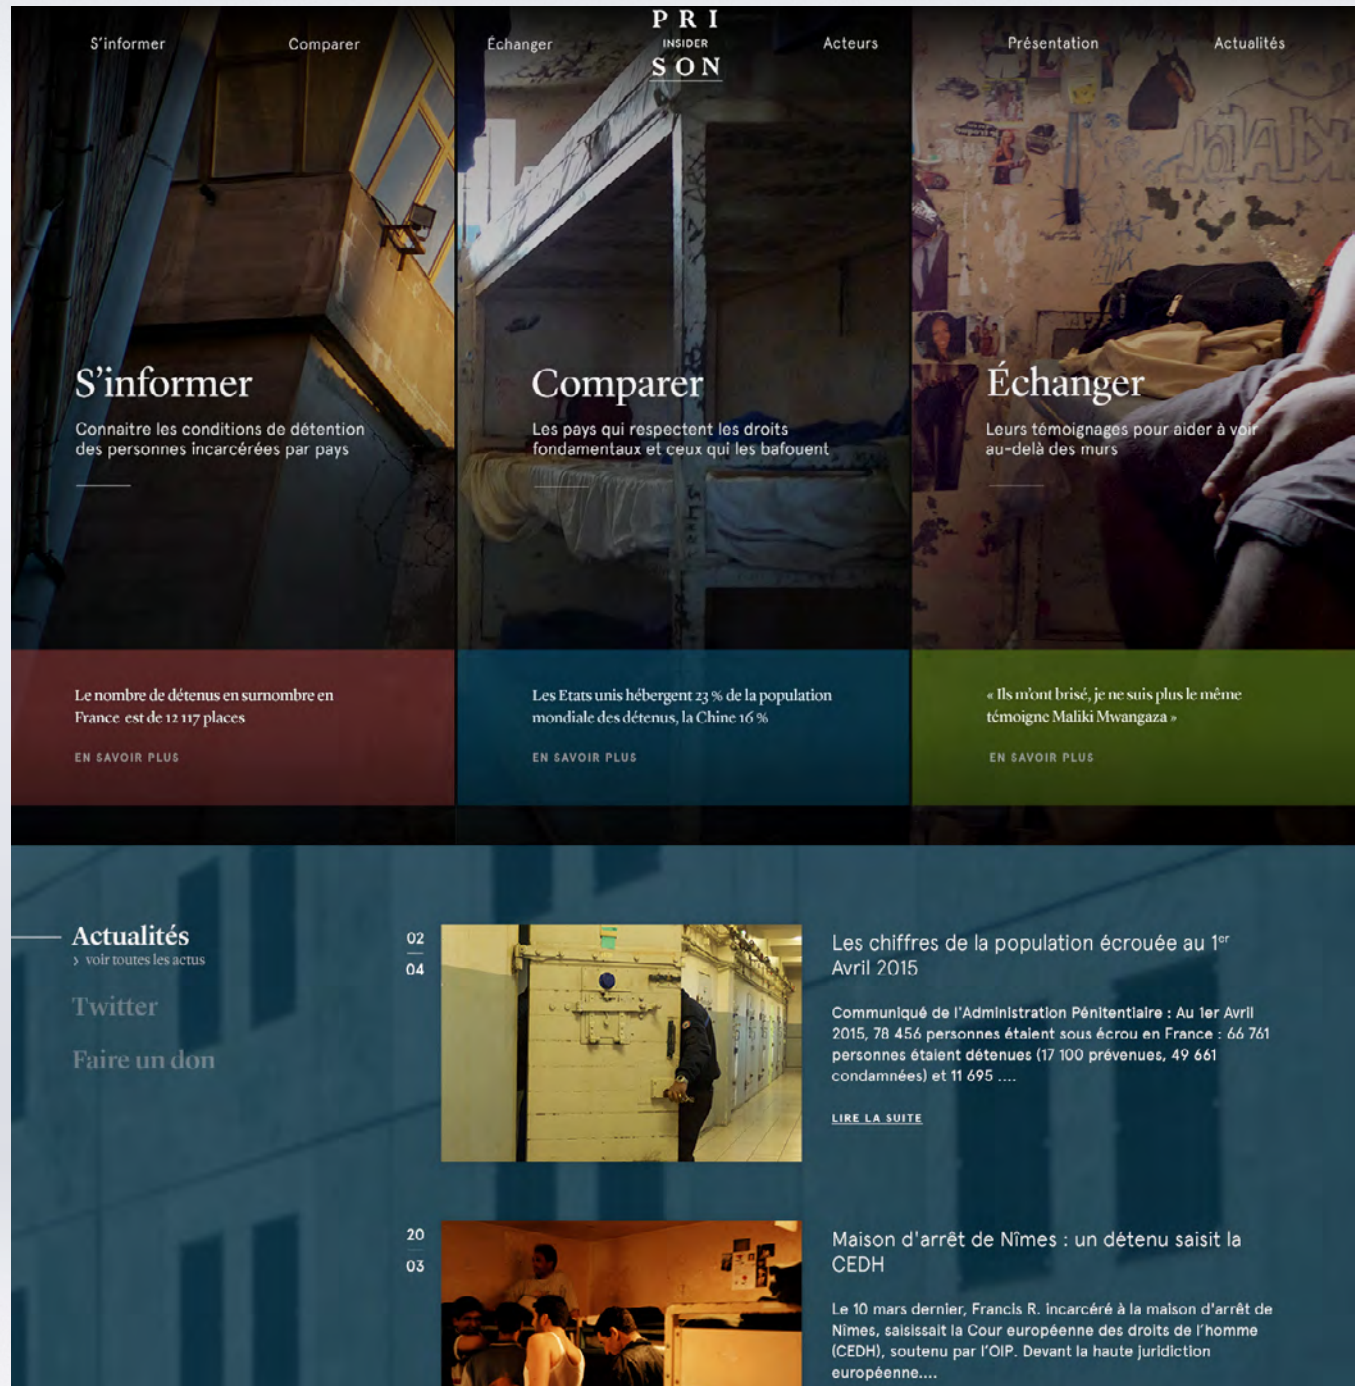 S'informer
Comparer
Échanger
PRI
INSIDER
SON
Acteurs
Présentation
Actualités
S'informer
Connaitre les conditions de détention
des personnes incarcérées par pays
Comparer
Les pays qui respectent les droits
fondamentaux et ceux qui les bafouent
Échanger
Leurs témoignages pour aider à voir
au-delà des murs
Le nombre de détenus en surnombre en
France est de 12 117 places
EN SAVOIR PLUS
Les Etats unis hébergent 23 % de la population
mondiale des détenus, la Chine 16 %
EN SAVOIR PLUS
« Ils m'ont brisé, je ne suis plus le même
témoigne Maliki Mwangaza »
EN SAVOIR PLUS
Actualités
› voir toutes les actus
Twitter
Faire un don
02
04
Les chiffres de la population écrouée au 1er
Avril 2015
Communiqué de l'Administration Pénitentiaire : Au 1er Avril
2015, 78 456 personnes étaient sous écrou en France : 66 761
personnes étaient détenues (17 100 prévenues, 49 661
condamnées) et 11 695 ....
LIRE LA SUITE
20
03
Maison d'arrêt de Nîmes : un détenu saisit la
CEDH
Le 10 mars dernier, Francis R. incarcéré à la maison d'arrêt de
Nîmes, saisissait la Cour européenne des droits de l'homme
(CEDH), soutenu par l'OIP. Devant la haute juridiction
européenne....